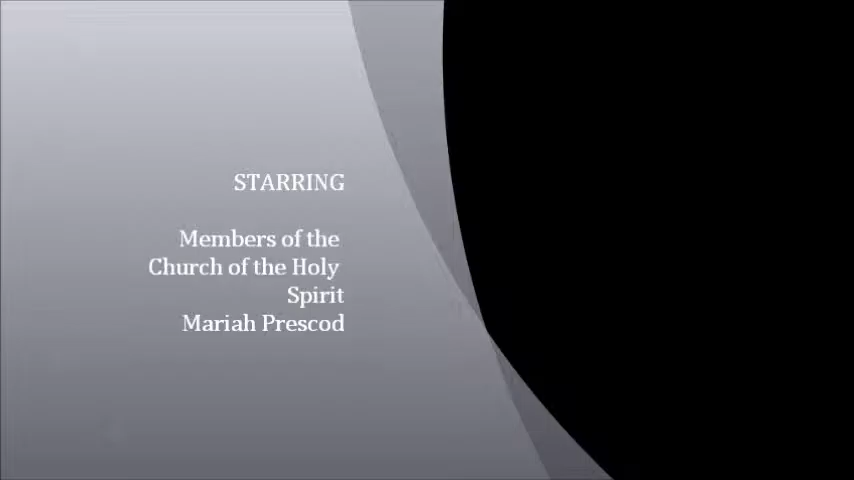 STARRING
Members of the
Church of the Holy
Spirit
Mariah Prescod